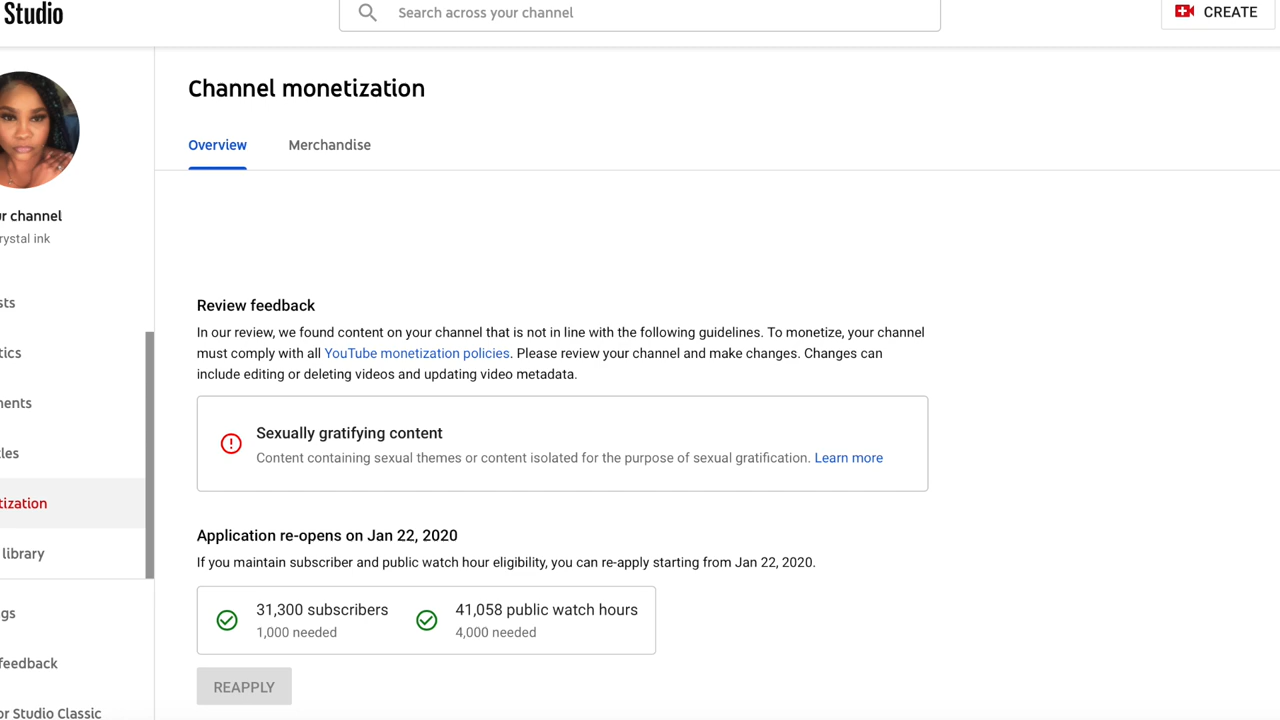 Studio
Search across your channel
CREATE
Channel monetization
Overview
Merchandise
ur channel
rystal ink
sts
tics
nents
les
tization
library
gs
feedback
or Studio Classic
Review feedback
In our review, we found content on your channel that is not in line with the following guidelines. To monetize, your channel
must comply with all YouTube monetization policies. Please review your channel and make changes. Changes can
include editing or deleting videos and updating video metadata.
Sexually gratifying content
Content containing sexual themes or content isolated for the purpose of sexual gratification. Learn more
Application re-opens on Jan 22, 2020
If you maintain subscriber and public watch hour eligibility, you can re-apply starting from Jan 22, 2020.
31,300 subscribers
1,000 needed
41,058 public watch hours
4,000 needed
REAPPLY